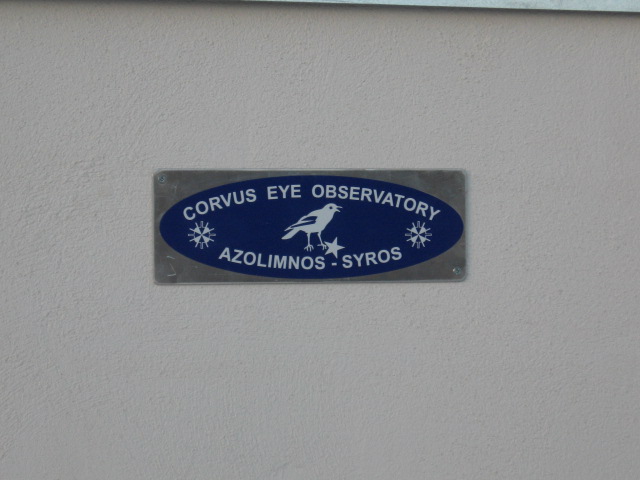 CORVUS EYE OBSERVATORY
AZOLIMNOS - SYROS